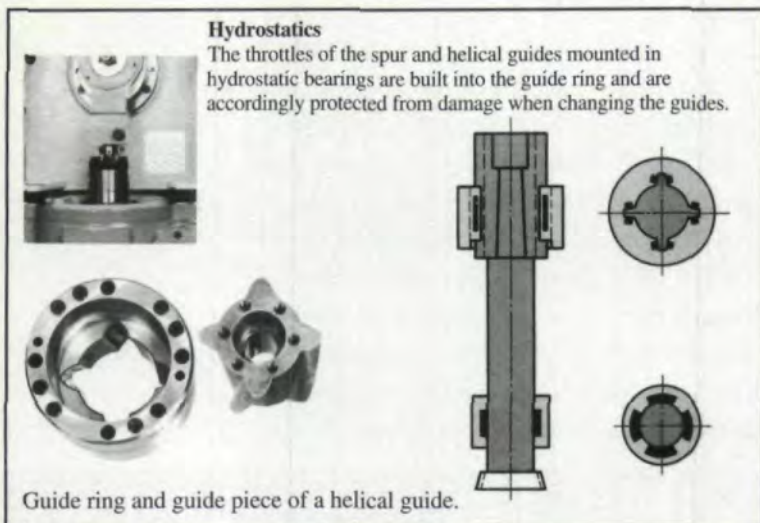 Hydrostatics
The throttles of the spur and helical guides mounted in
hydrostatic bearings are built into the guide ring and are
accordingly protected from damage when changing the guides.
Guide ring and guide piece of a helical guide.